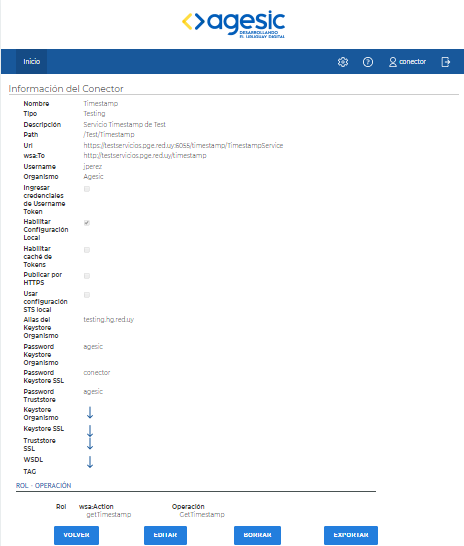 agesic
DESARROLLANDO
EL URUGUAY DIGITAL
Inicio
conector
Información del Conector
Nombre Timestamp
Tipo Testing
Descripción Servicio Timestamp de Test
Path /Test/Timestamp
Url https://testservicios.pge.red.uy:6055/timestamp/TimestampService
wsa:To http://testservicios.pge.red.uy/timestamp
Username jperez
Organismo Agesic
Ingresar
credenciales
de Username
Token
Habilitar
Configuración
Local
Habilitar
caché de
Tokens
Publicar por
HTTPS
Usar
configuración
STS local
Alias del testing.hg.red.uy
Keystore
Organismo
Password agesic
Keystore
Organismo
Password conector
Keystore SSL
Password agesic
Truststore
Keystore
Organismo
Keystore SSL
Truststore
SSL
WSDL
TAG
ROL - OPERACIÓN
Rol wsa:Action Operación
getTimestamp GetTimestamp
VOLVER EDITAR BORRAR EXPORTAR